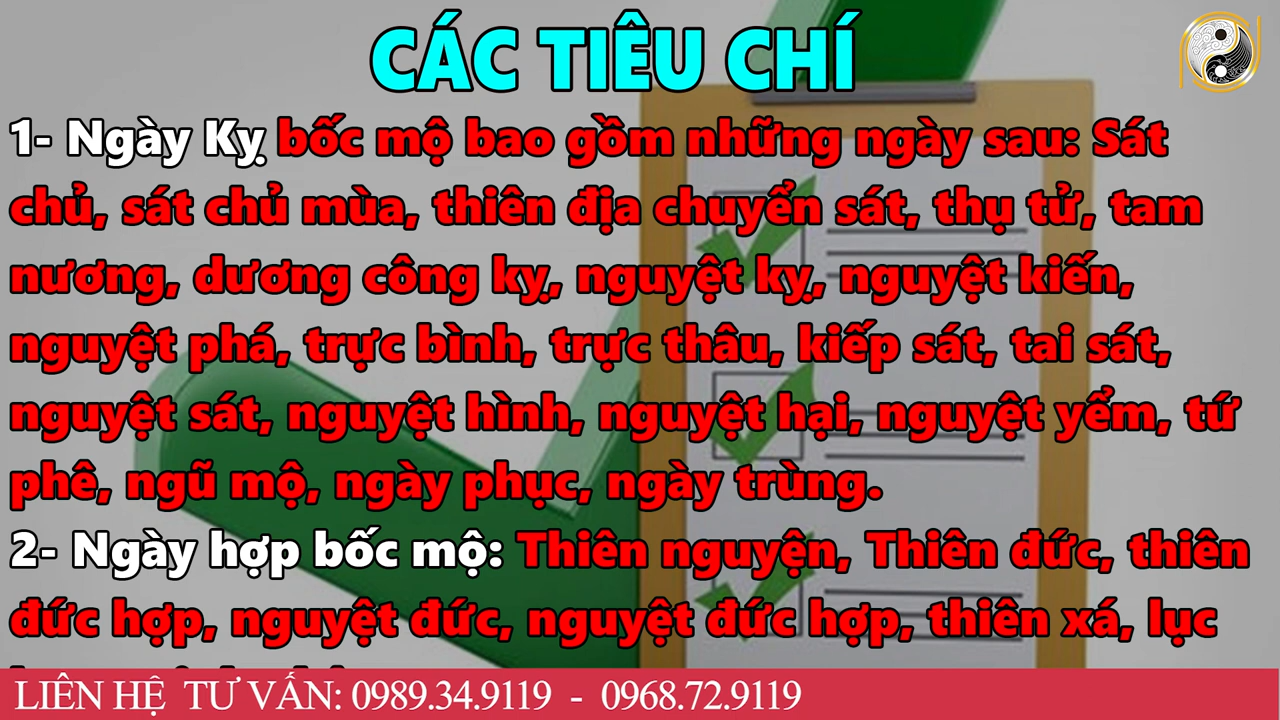 CÁC TIÊU CHÍ
1- Ngày Kỵ bốc mộ bao gồm những ngày sau: Sát
chủ, sát chủ mùa, thiên địa chuyển sát, thụ tử, tam
nương, dương công kỵ, nguyệt kỵ, nguyệt kiến,
nguyệt phá, trực bình, trực thâu, kiếp sát, tai sát,
nguyệt sát, nguyệt hình, nguyệt hại, nguyệt yểm, tứ
phê, ngũ mộ, ngày phục, ngày trùng.
2- Ngày hợp bốc mộ: Thiên nguyện, Thiên đức, thiên
đức hợp, nguyệt đức, nguyệt đức hợp, thiên xá, lục
LIÊN HỆ TƯ VẤN: 0989.34.9119 - 0968.72.9119